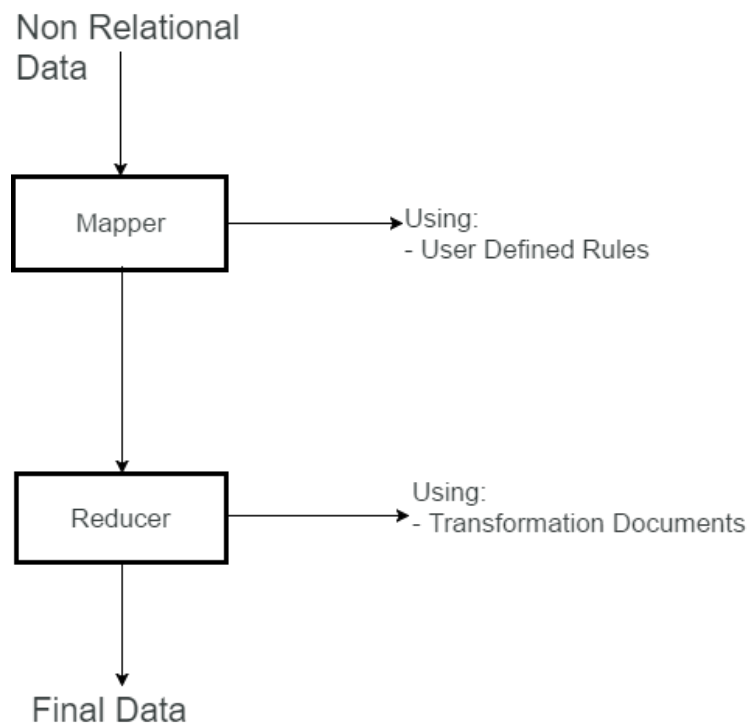 Non Relational
Data
Mapper
Using:
- User Defined Rules
Reducer
Using:
- Transformation Documents
Final Data